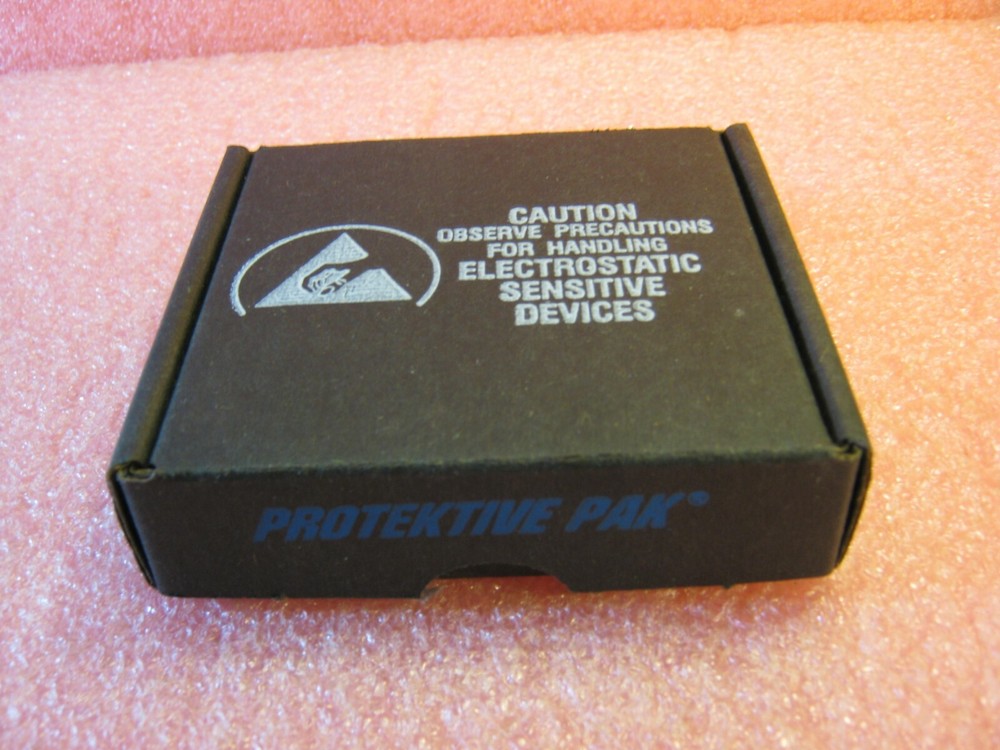 CAUTION
OBSERVE PRECAUTIONS
FOR HANDLING
ELECTROSTATIC
SENSITIVE
DEVICES
PROTEKTIVE PAK®